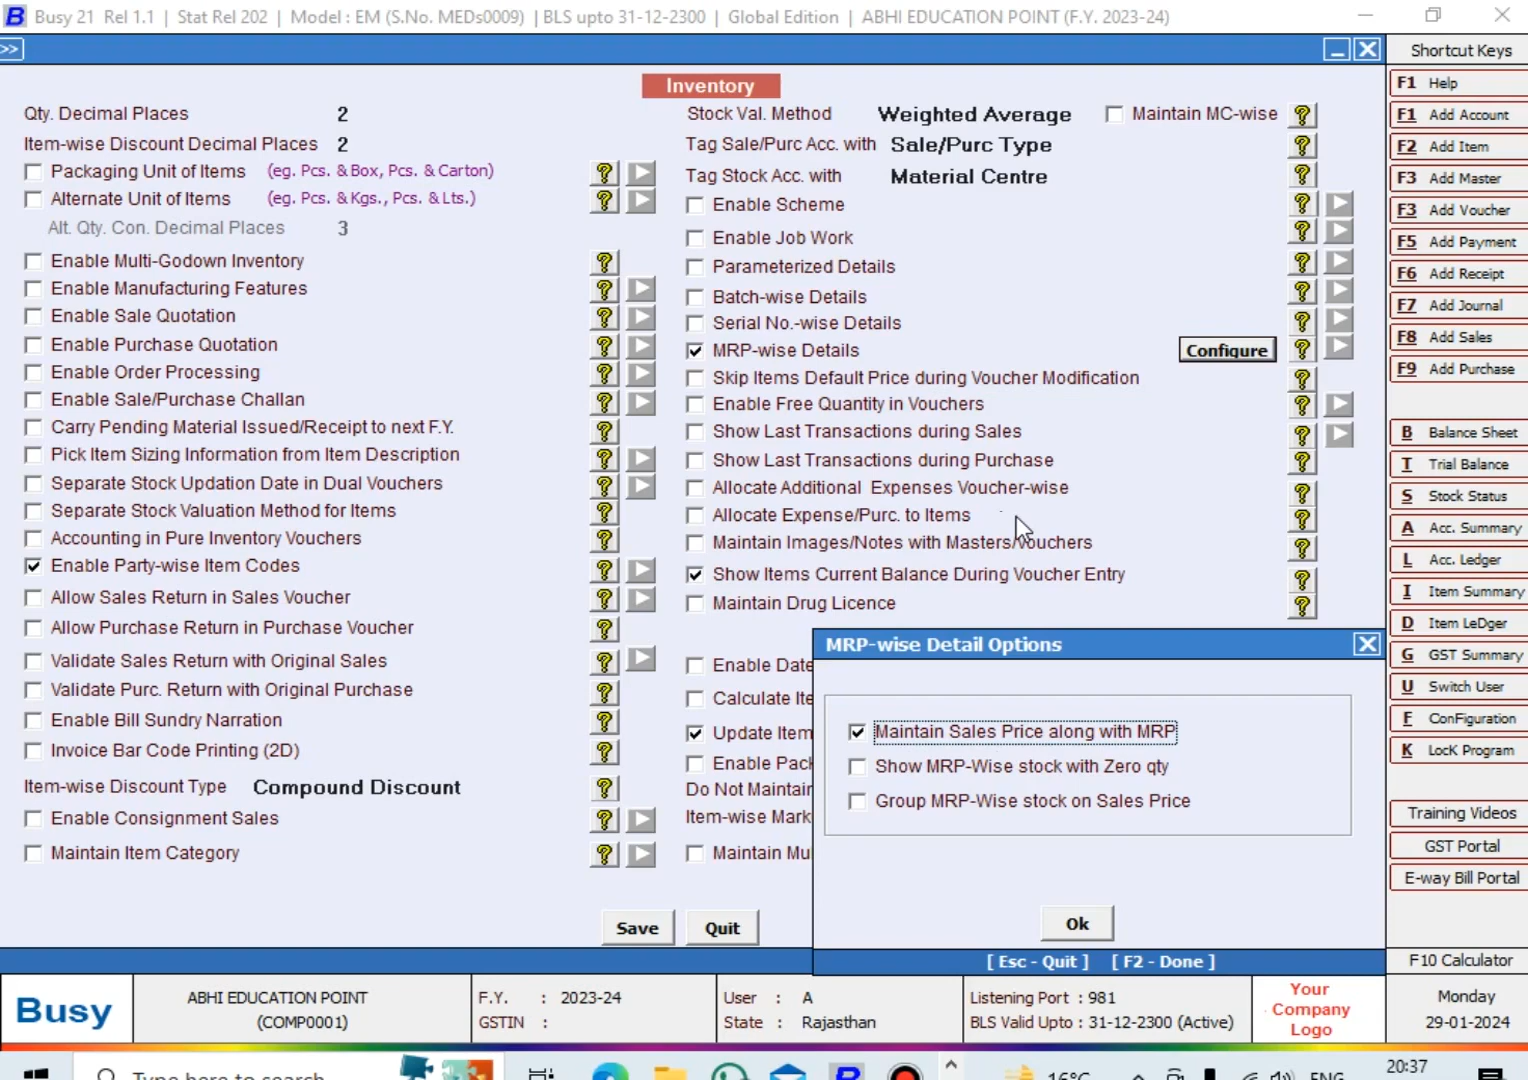 Busy 21 Rel 1.1 | Stat Rel 202 | Model : EM (S.No. MEDs0009) | BLS upto 31-12-2300 | Global Edition | ABHI EDUCATION POINT (F.Y. 2023-24)
>>
Shortcut Keys
Inventory
Qty. Decimal Places 2
Item-wise Discount Decimal Places 2
Packaging Unit of Items (eg. Pcs. & Box, Pcs. & Carton)
Alternate Unit of Items (eg. Pcs. & Kgs., Pcs. & Lts.)
Alt. Qty. Con. Decimal Places 3
Enable Multi-Godown Inventory
Enable Manufacturing Features
Enable Sale Quotation
Enable Purchase Quotation
Enable Order Processing
Enable Sale/Purchase Challan
Carry Pending Material Issued/Receipt to next F.Y.
Pick Item Sizing Information from Item Description
Separate Stock Updation Date in Dual Vouchers
Separate Stock Valuation Method for Items
Accounting in Pure Inventory Vouchers
Enable Party-wise Item Codes
Allow Sales Return in Sales Voucher
Allow Purchase Return in Purchase Voucher
Validate Sales Return with Original Sales
Validate Purc. Return with Original Purchase
Enable Bill Sundry Narration
Invoice Bar Code Printing (2D)
Item-wise Discount Type Compound Discount
Enable Consignment Sales
Maintain Item Category
Stock Val. Method Weighted Average Maintain MC-wise
Tag Sale/Purc Acc. with Sale/Purc Type
Tag Stock Acc. with Material Centre
Enable Scheme
Enable Job Work
Parameterized Details
Batch-wise Details
Serial No.-wise Details
MRP-wise Details Configure
Skip Items Default Price during Voucher Modification
Enable Free Quantity in Vouchers
Show Last Transactions during Sales
Show Last Transactions during Purchase
Allocate Additional Expenses Voucher-wise
Allocate Expense/Purc. to Items
Maintain Images/Notes with Masters/Vouchers
Show Items Current Balance During Voucher Entry
Maintain Drug Licence
Enable Date
Calculate Ite
Update Item
Enable Pack
Do Not Maintain
Item-wise Mark
Maintain Mu
MRP-wise Detail Options
Maintain Sales Price along with MRP
Show MRP-Wise stock with Zero qty
Group MRP-Wise stock on Sales Price
Ok
[ Esc - Quit ] [ F2 - Done ]
Save Quit
F1 Help
F1 Add Account
F2 Add Item
F3 Add Master
F3 Add Voucher
F5 Add Payment
F6 Add Receipt
F7 Add Journal
F8 Add Sales
F9 Add Purchase
B Balance Sheet
T Trial Balance
S Stock Status
A Acc. Summary
L Acc. Ledger
I Item Summary
D Item LeDger
G GST Summary
U Switch User
F ConFiguration
K LocK Program
Training Videos
GST Portal
E-way Bill Portal
F10 Calculator
Busy
ABHI EDUCATION POINT
(COMP0001)
F.Y. : 2023-24
GSTIN :
User : A
State : Rajasthan
Listening Port : 981
BLS Valid Upto : 31-12-2300 (Active)
Your
Company
Logo
Monday
29-01-2024
Type here to search
16°C
ENG
20:37